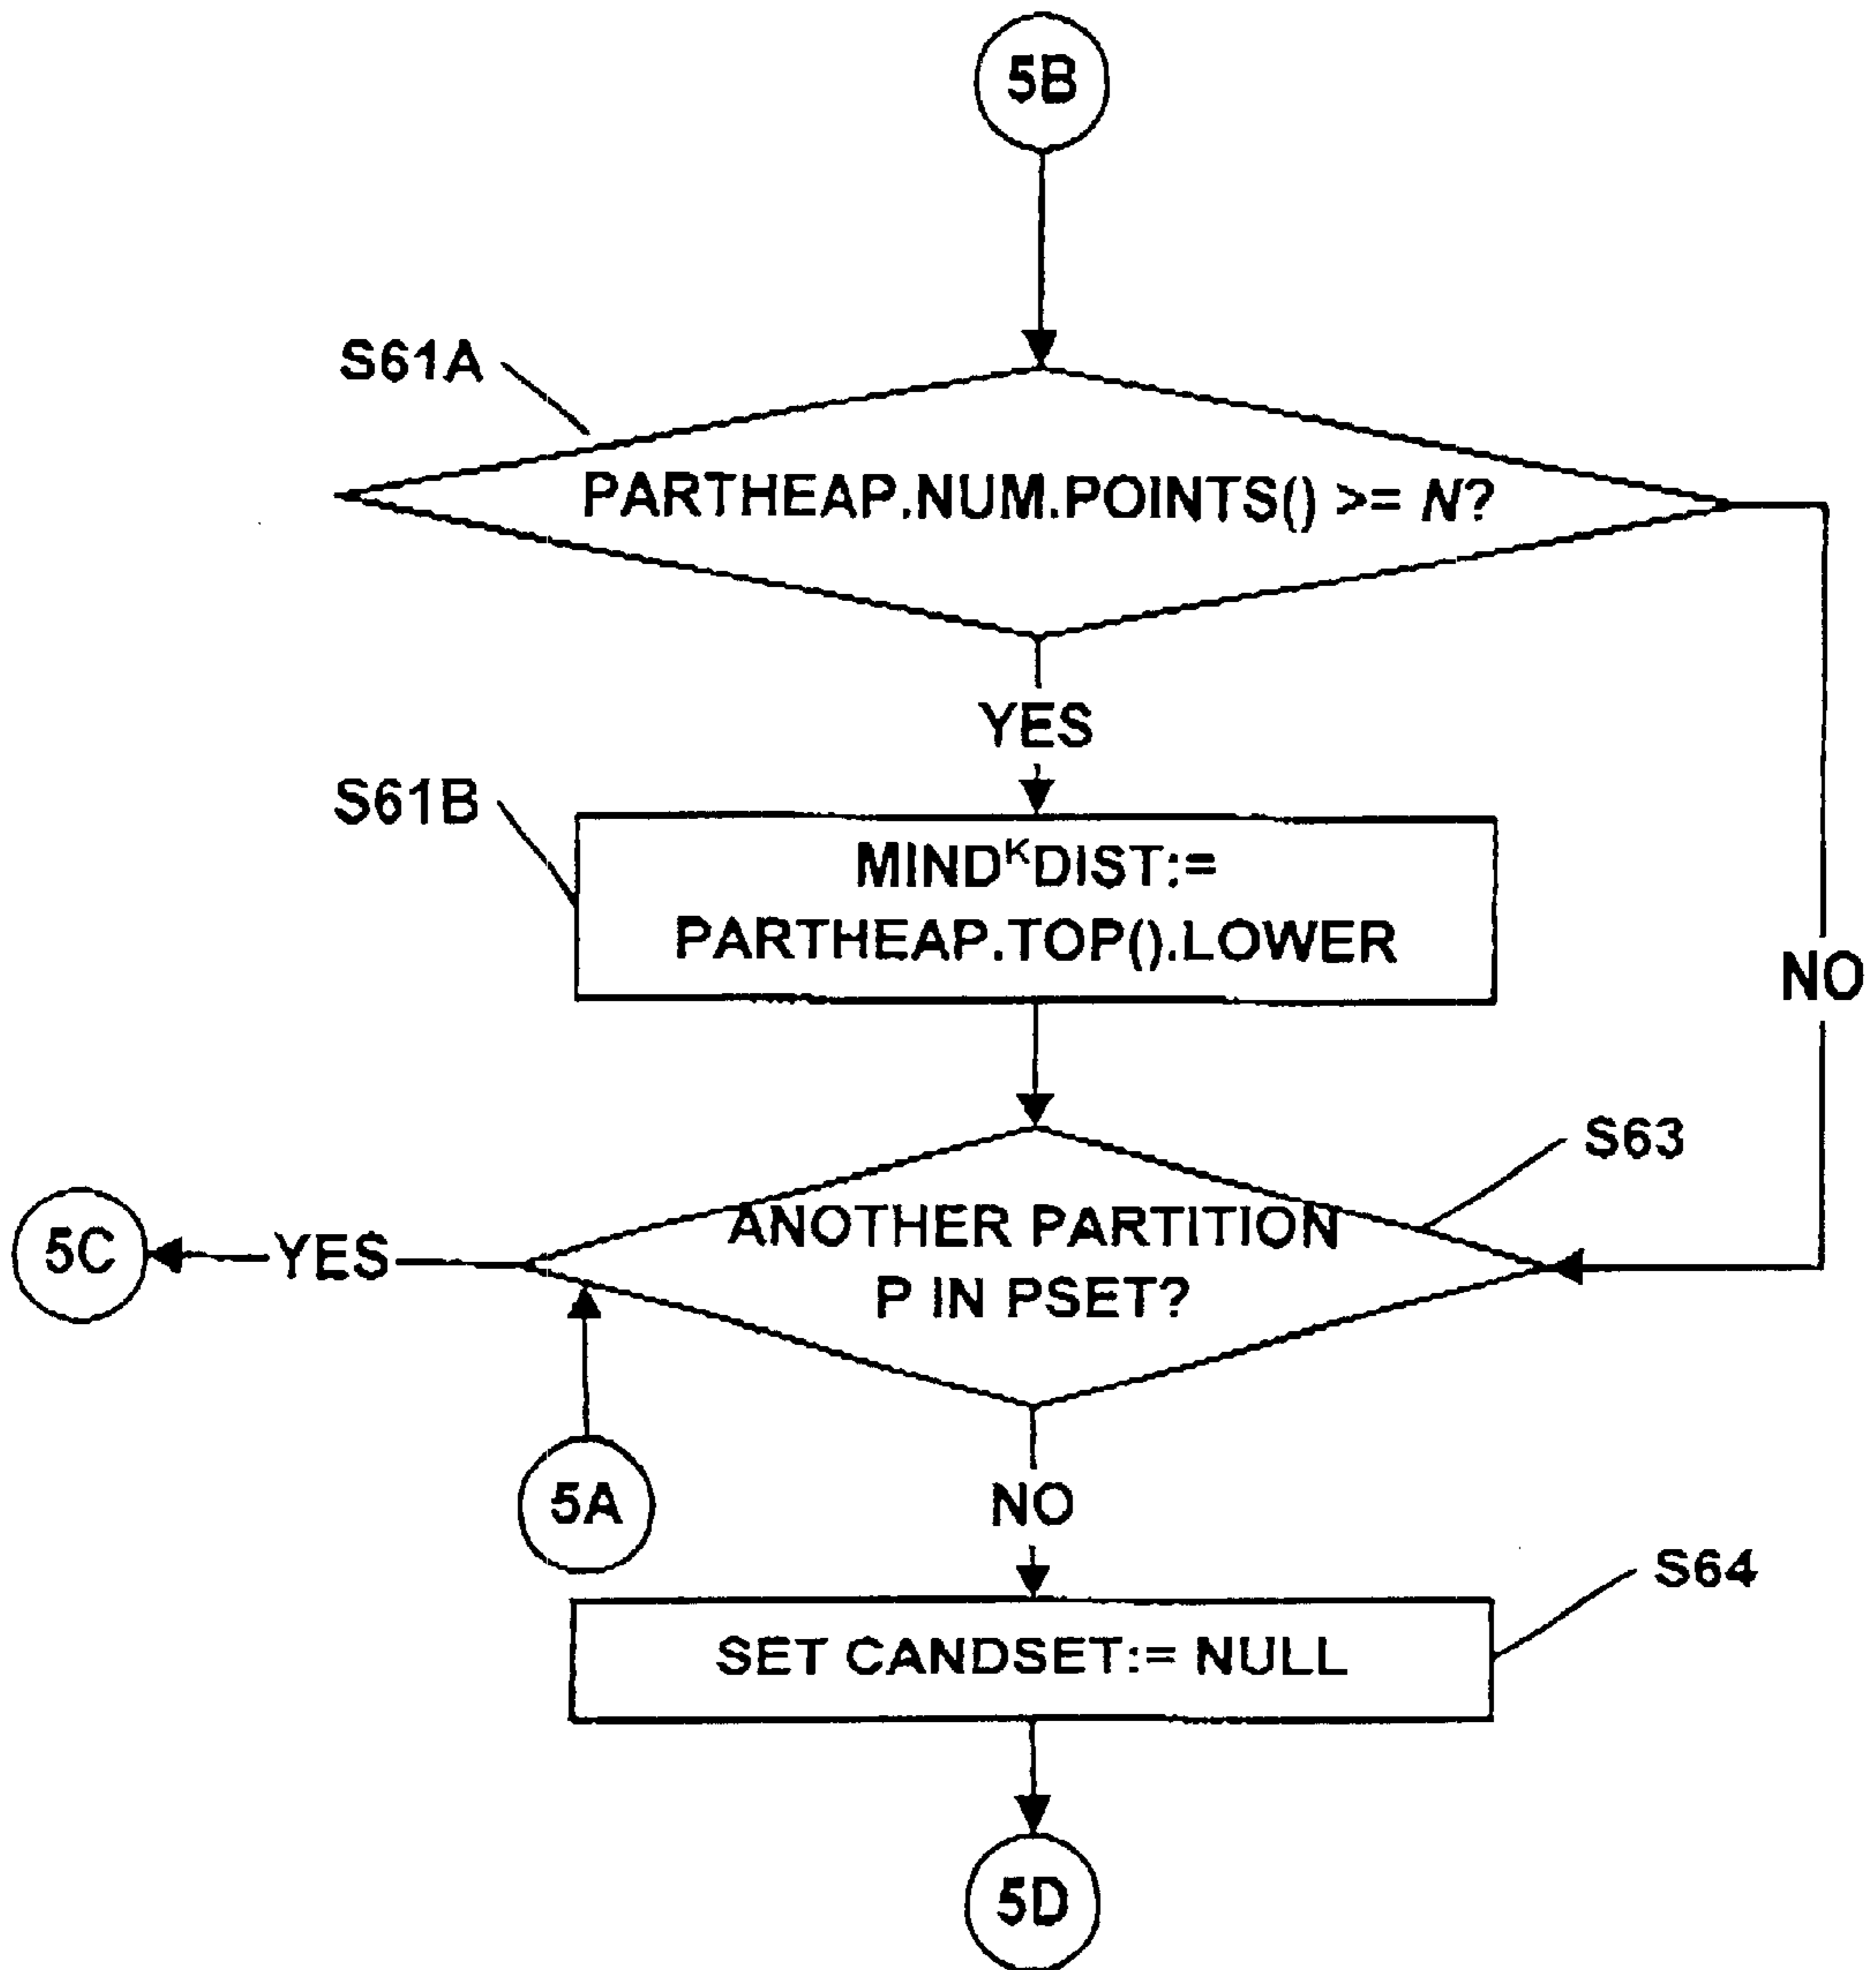 5B
S61A
PARTHEAP.NUM.POINTS() >= N?
YES
S61B
MINDᴷDIST:=
PARTHEAP.TOP().LOWER
NO
S63
ANOTHER PARTITION
P IN PSET?
YES
5C
5A
NO
S64
SET CANDSET:= NULL
5D